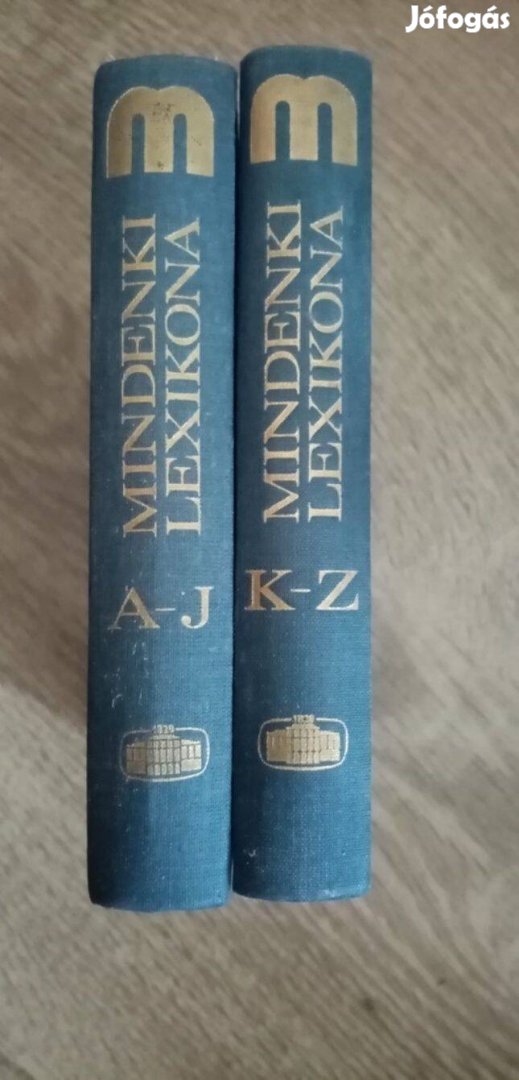 Jófogás
m
MINDENKI
LEXIKONA
A-J
m
MINDENKI
LEXIKONA
K-Z